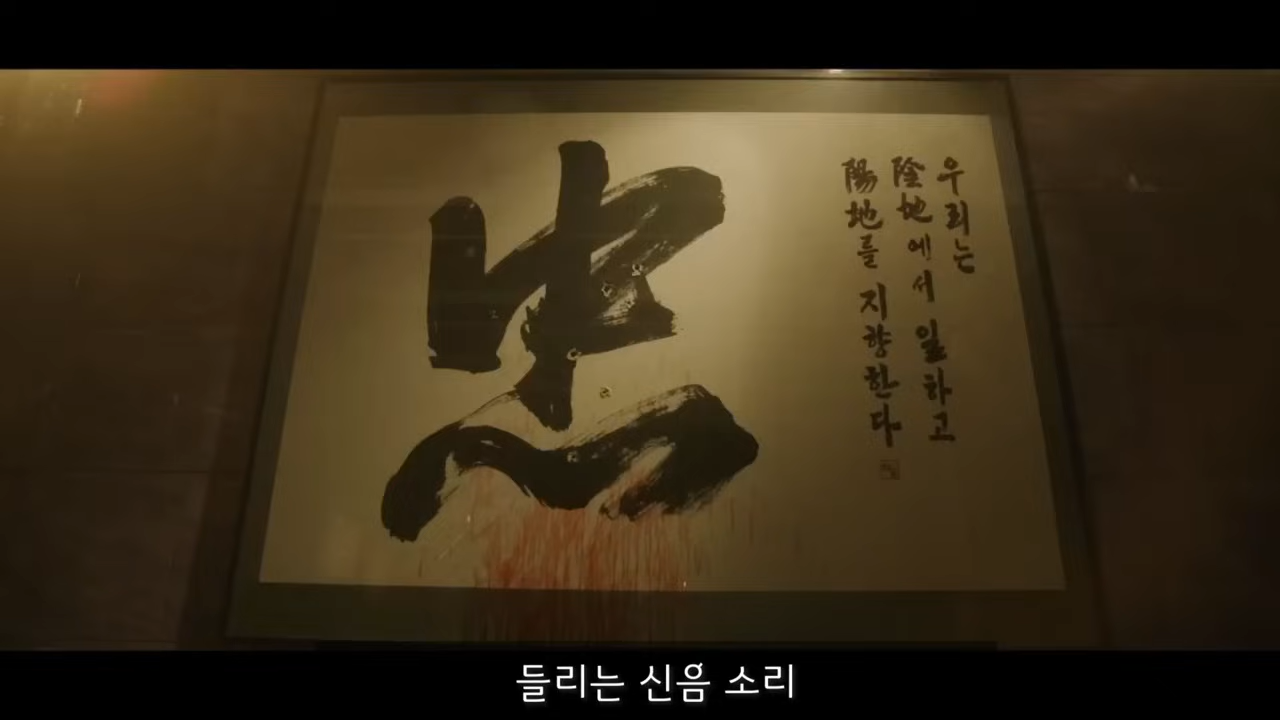 우리는
陰地에서 일하고
陽地를 지향한다
忠
들리는 신음 소리